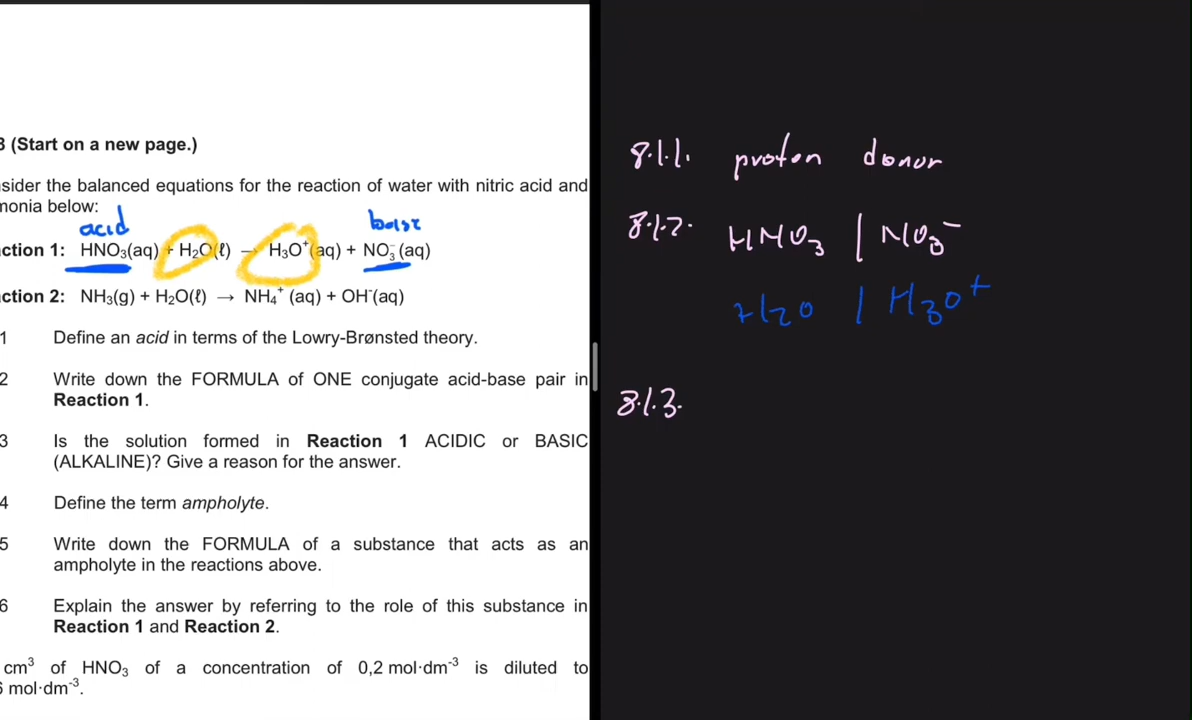 3 (Start on a new page.)
sider the balanced equations for the reaction of water with nitric acid and
monia below:
acid base
ction 1: HNO₃(aq) + H₂O(ℓ) → H₃O⁺(aq) + NO₃⁻(aq)
ction 2: NH₃(g) + H₂O(ℓ) → NH₄⁺ (aq) + OH⁻(aq)
1 Define an acid in terms of the Lowry-Brønsted theory.
2 Write down the FORMULA of ONE conjugate acid-base pair in
Reaction 1.
3 Is the solution formed in Reaction 1 ACIDIC or BASIC
(ALKALINE)? Give a reason for the answer.
4 Define the term ampholyte.
5 Write down the FORMULA of a substance that acts as an
ampholyte in the reactions above.
6 Explain the answer by referring to the role of this substance in
Reaction 1 and Reaction 2.
cm³ of HNO₃ of a concentration of 0,2 mol·dm⁻³ is diluted to
6 mol·dm⁻³.
8.1.1. proton donor
8.1.2. HNO₃ | NO₃⁻
H₂O | H₃O⁺
8.1.3.